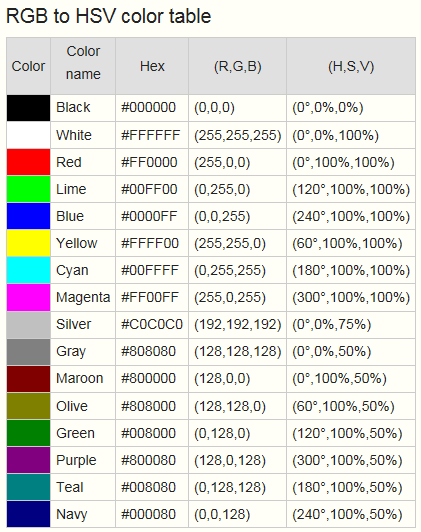 RGB to HSV color table
Color Color name Hex (R,G,B) (H,S,V)
Black #000000 (0,0,0) (0°,0%,0%)
White #FFFFFF (255,255,255) (0°,0%,100%)
Red #FF0000 (255,0,0) (0°,100%,100%)
Lime #00FF00 (0,255,0) (120°,100%,100%)
Blue #0000FF (0,0,255) (240°,100%,100%)
Yellow #FFFF00 (255,255,0) (60°,100%,100%)
Cyan #00FFFF (0,255,255) (180°,100%,100%)
Magenta #FF00FF (255,0,255) (300°,100%,100%)
Silver #C0C0C0 (192,192,192) (0°,0%,75%)
Gray #808080 (128,128,128) (0°,0%,50%)
Maroon #800000 (128,0,0) (0°,100%,50%)
Olive #808000 (128,128,0) (60°,100%,50%)
Green #008000 (0,128,0) (120°,100%,50%)
Purple #800080 (128,0,128) (300°,100%,50%)
Teal #008080 (0,128,128) (180°,100%,50%)
Navy #000080 (0,0,128) (240°,100%,50%)